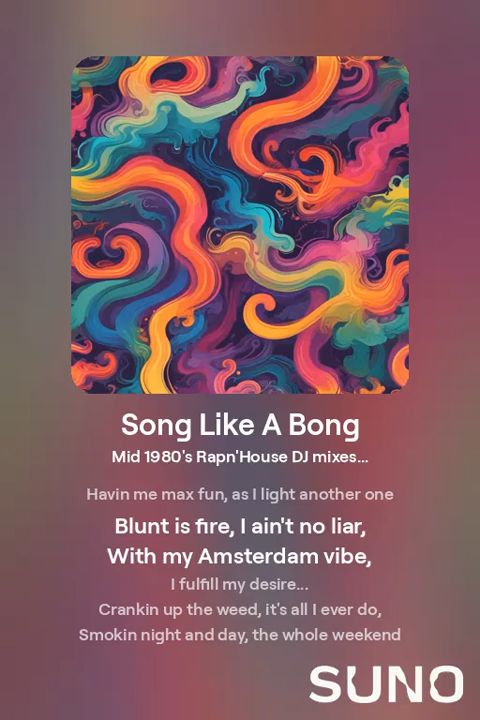 Song Like A Bong
Mid 1980's Rapn'House DJ mixes...
Havin me max fun, as I light another one
Blunt is fire, I ain't no liar,
With my Amsterdam vibe,
I fulfill my desire...
Crankin up the weed, it's all I ever do,
Smokin night and day, the whole weekend
SUNO